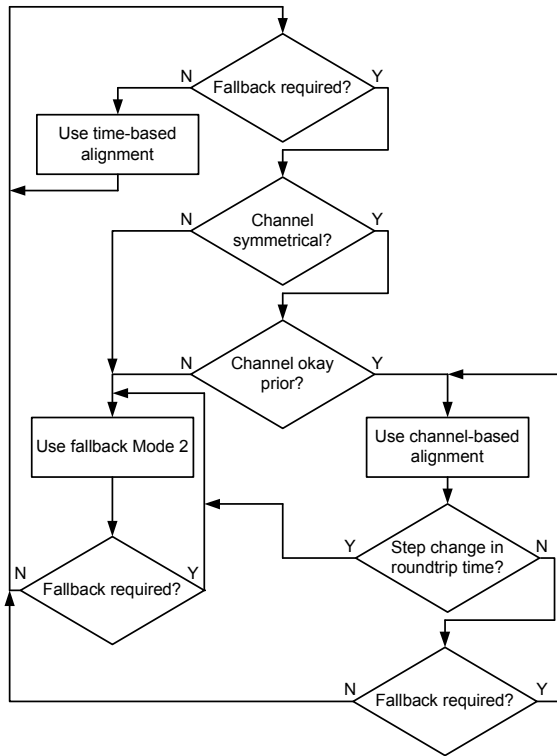 N
Y
Fallback required?
Use time-based
alignment
N
Y
Channel
symmetrical?
N
Y
Channel okay
prior?
Use fallback Mode 2
Use channel-based
alignment
Y
N
Step change in
roundtrip time?
N
Y
Fallback required?
N
Y
Fallback required?